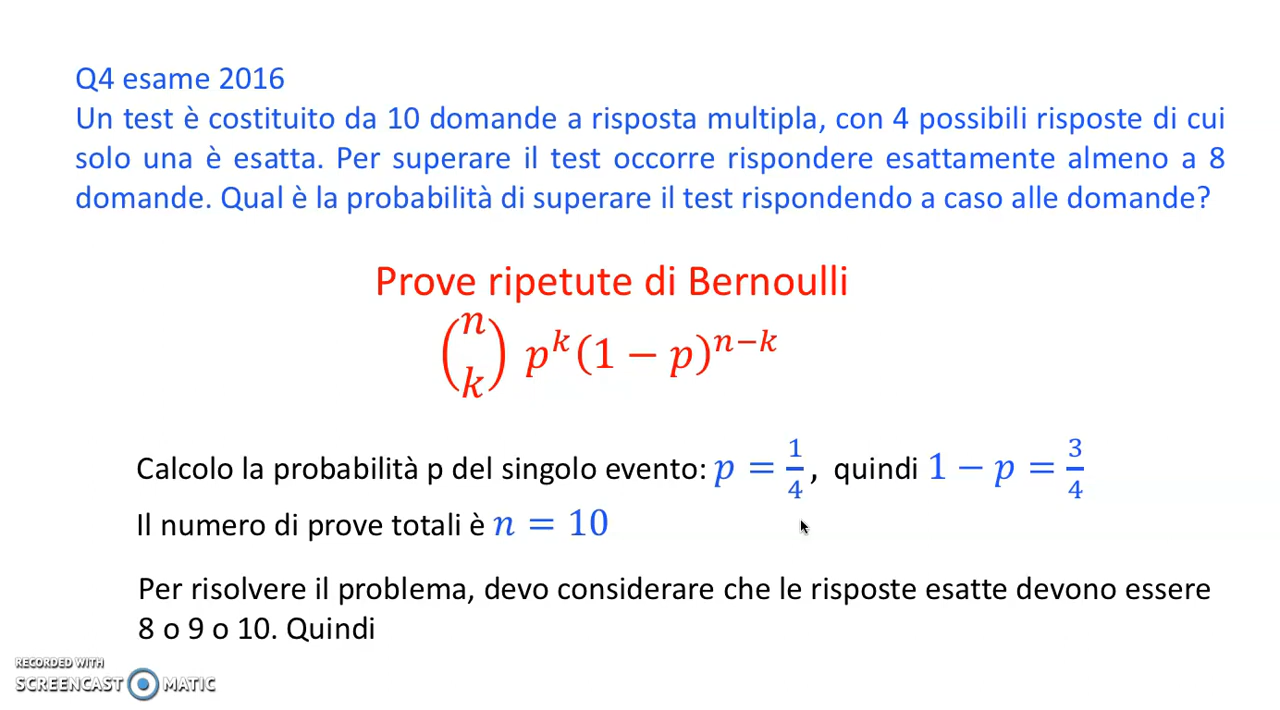 Q4 esame 2016
Un test è costituito da 10 domande a risposta multipla, con 4 possibili risposte di cui
solo una è esatta. Per superare il test occorre rispondere esattamente almeno a 8
domande. Qual è la probabilità di superare il test rispondendo a caso alle domande?
Prove ripetute di Bernoulli
(n k) p^k (1 − p)^{n−k}
Calcolo la probabilità p del singolo evento: p = 1/4, quindi 1 − p = 3/4
Il numero di prove totali è n = 10
Per risolvere il problema, devo considerare che le risposte esatte devono essere
8 o 9 o 10. Quindi
RECORDED WITH
SCREENCAST MATIC